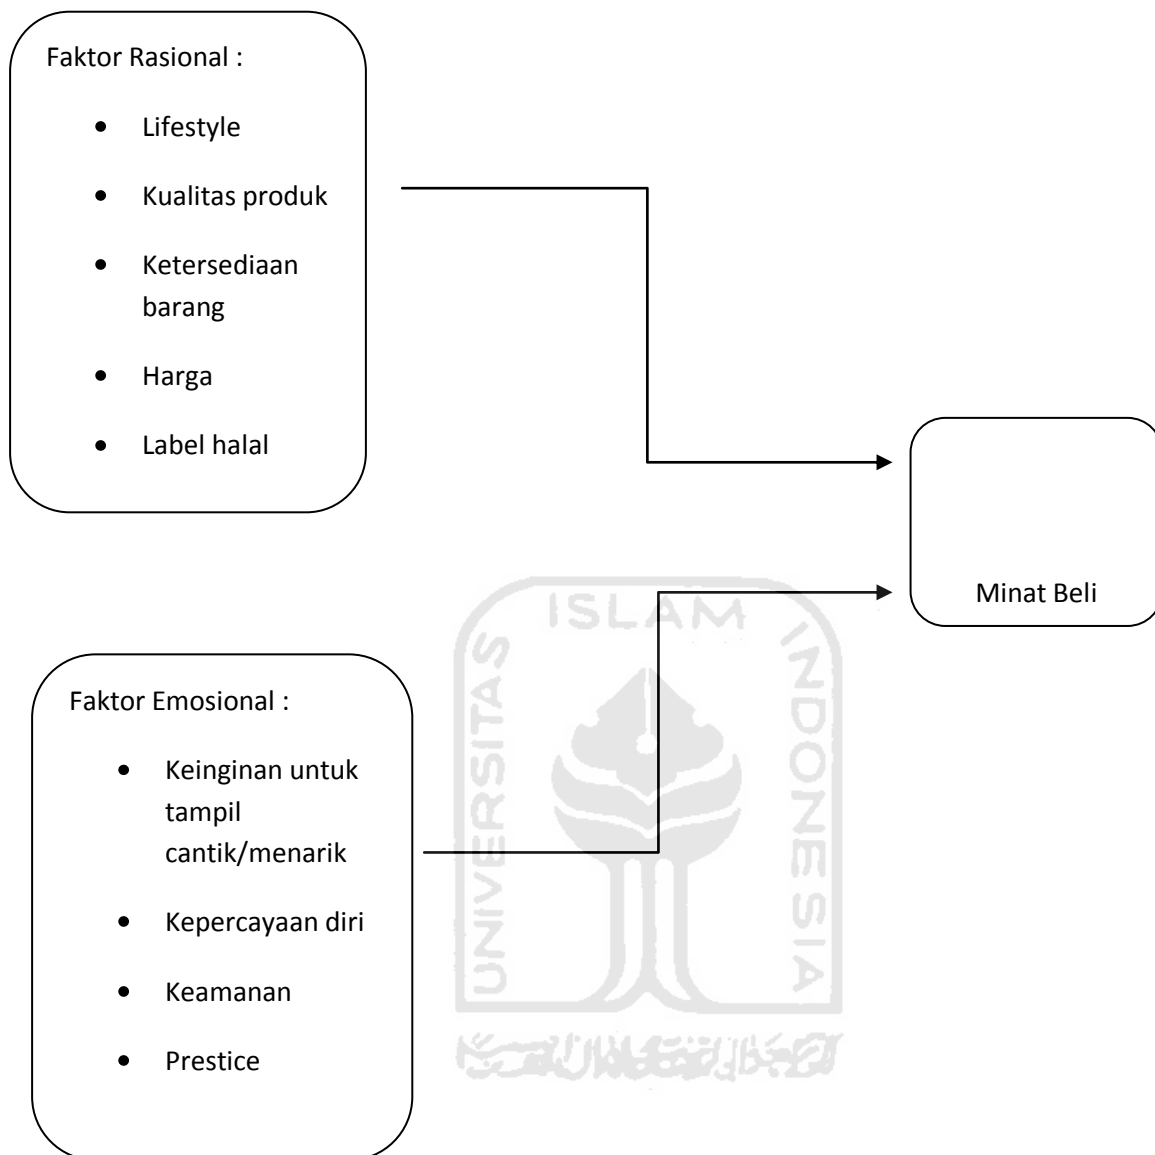 Faktor Rasional :
• Lifestyle
• Kualitas produk
• Ketersediaan
barang
• Harga
• Label halal
Minat Beli
Faktor Emosional :
• Keinginan untuk
tampil
cantik/menarik
• Kepercayaan diri
• Keamanan
• Prestice
UNIVERSITAS
ISLAM
INDONESIA